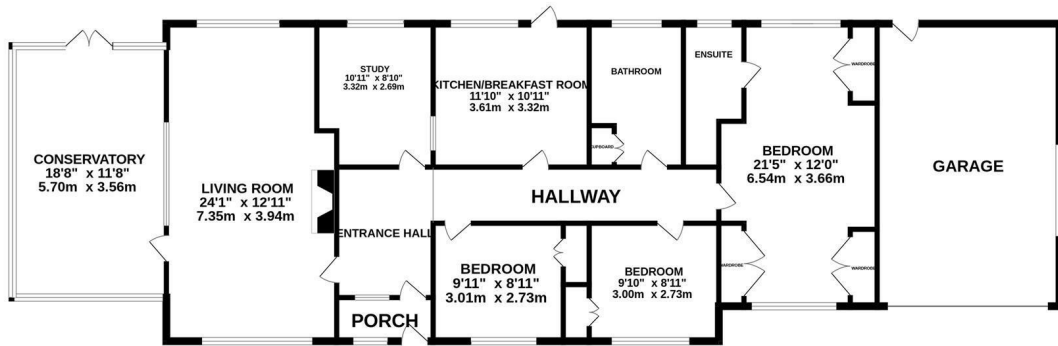 CONSERVATORY
18'8" x 11'8"
5.70m x 3.56m
LIVING ROOM
24'1" x 12'11"
7.35m x 3.94m
STUDY
10'11" x 8'10"
3.32m x 2.69m
KITCHEN/BREAKFAST ROOM
11'10" x 10'11"
3.61m x 3.32m
BATHROOM
CUPBOARD
ENSUITE
WARDROBE
BEDROOM
21'5" x 12'0"
6.54m x 3.66m
WARDROBE
WARDROBE
GARAGE
HALLWAY
ENTRANCE HALL
PORCH
BEDROOM
9'11" x 8'11"
3.01m x 2.73m
BEDROOM
9'10" x 8'11"
3.00m x 2.73m